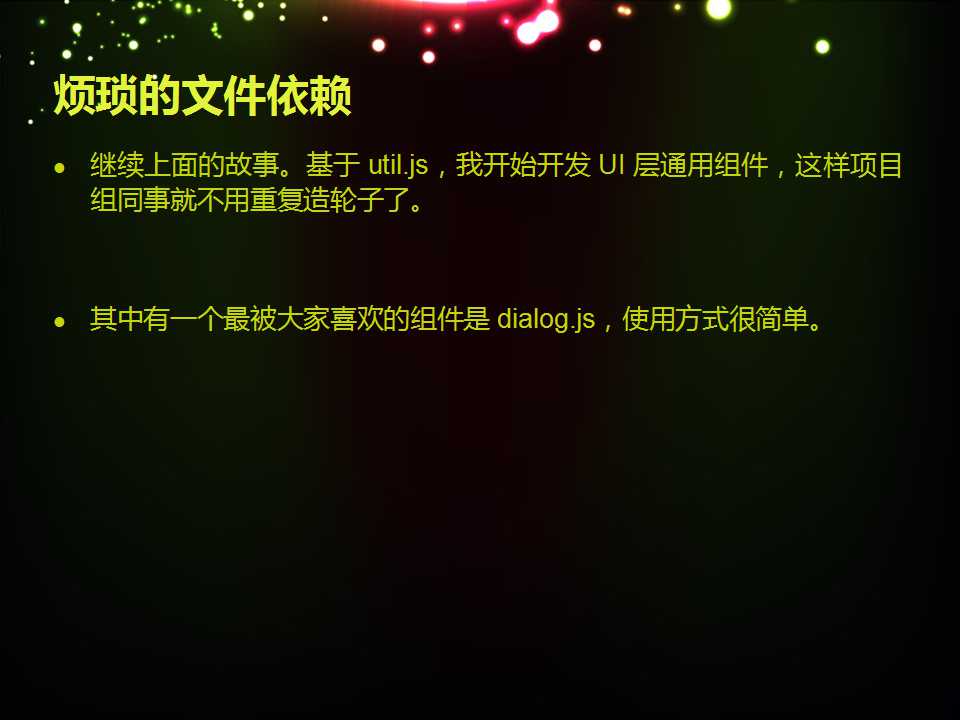 烦琐的文件依赖
● 继续上面的故事。基于 util.js，我开始开发 UI 层通用组件，这样项目
组同事就不用重复造轮子了。
● 其中有一个最被大家喜欢的组件是 dialog.js，使用方式很简单。